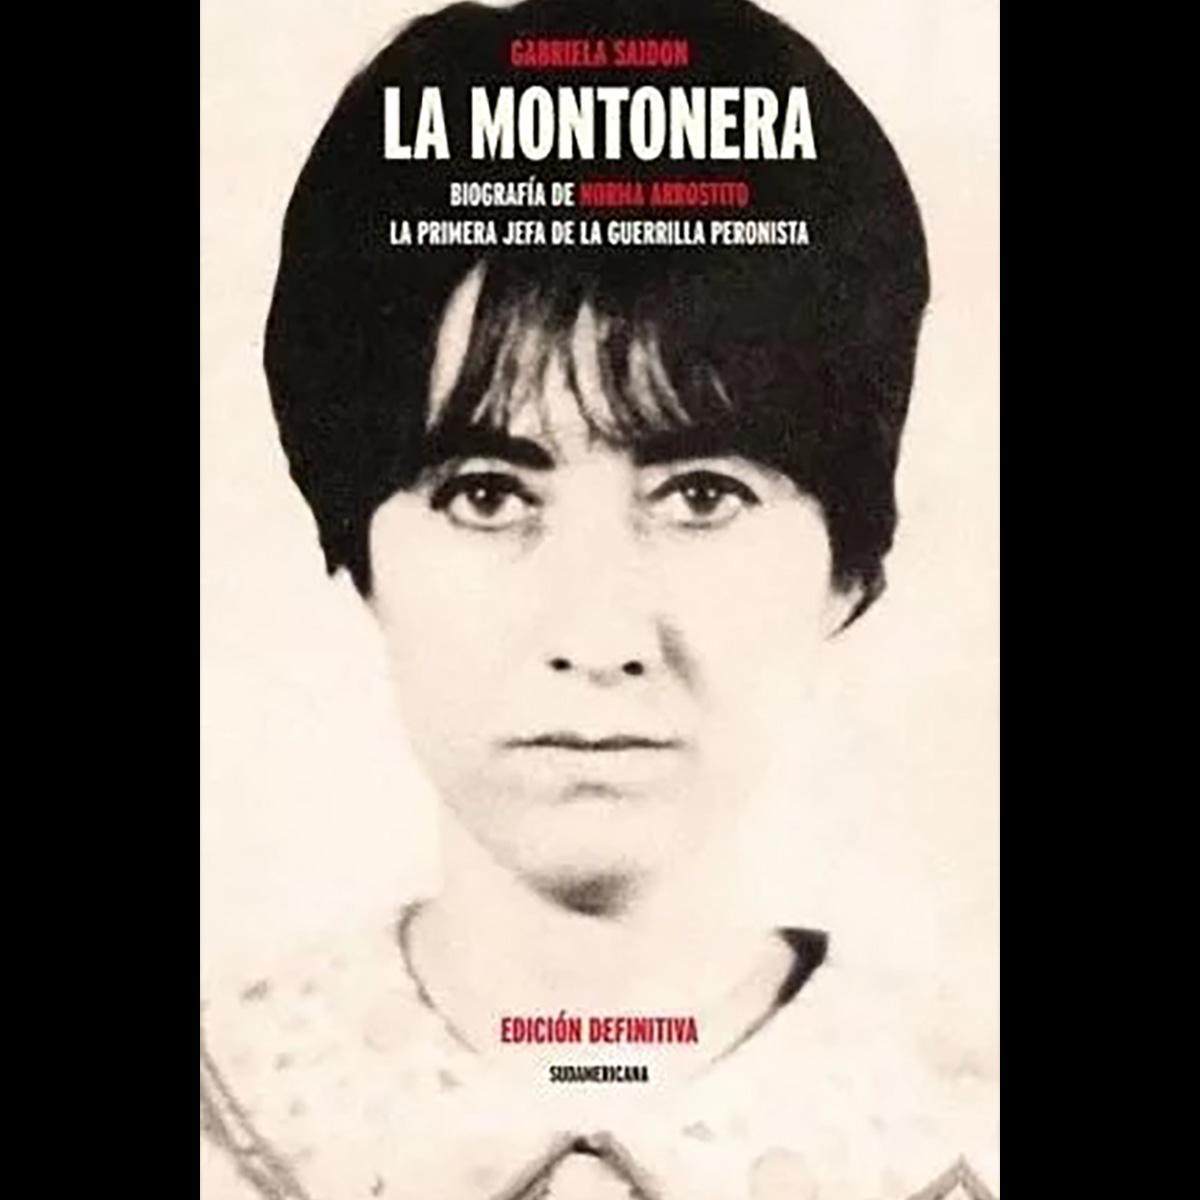 GABRIELA SAIDON
LA MONTONERA
BIOGRAFÍA DE NORMA ARROSTITO
LA PRIMERA JEFA DE LA GUERRILLA PERONISTA
EDICIÓN DEFINITIVA
SUDAMERICANA